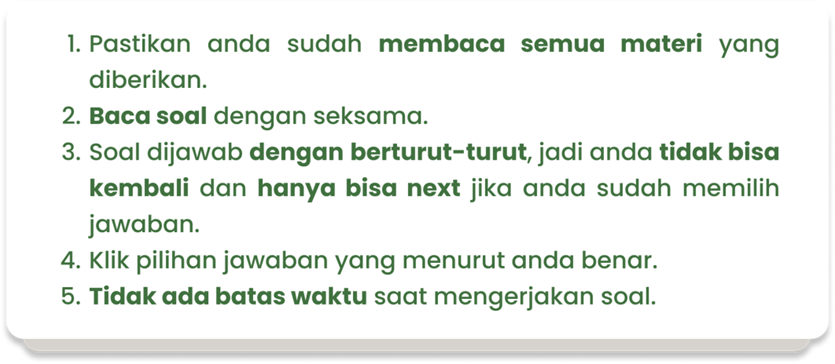 1. Pastikan anda sudah membaca semua materi yang
diberikan.
2. Baca soal dengan seksama.
3. Soal dijawab dengan berturut-turut, jadi anda tidak bisa
kembali dan hanya bisa next jika anda sudah memilih
jawaban.
4. Klik pilihan jawaban yang menurut anda benar.
5. Tidak ada batas waktu saat mengerjakan soal.